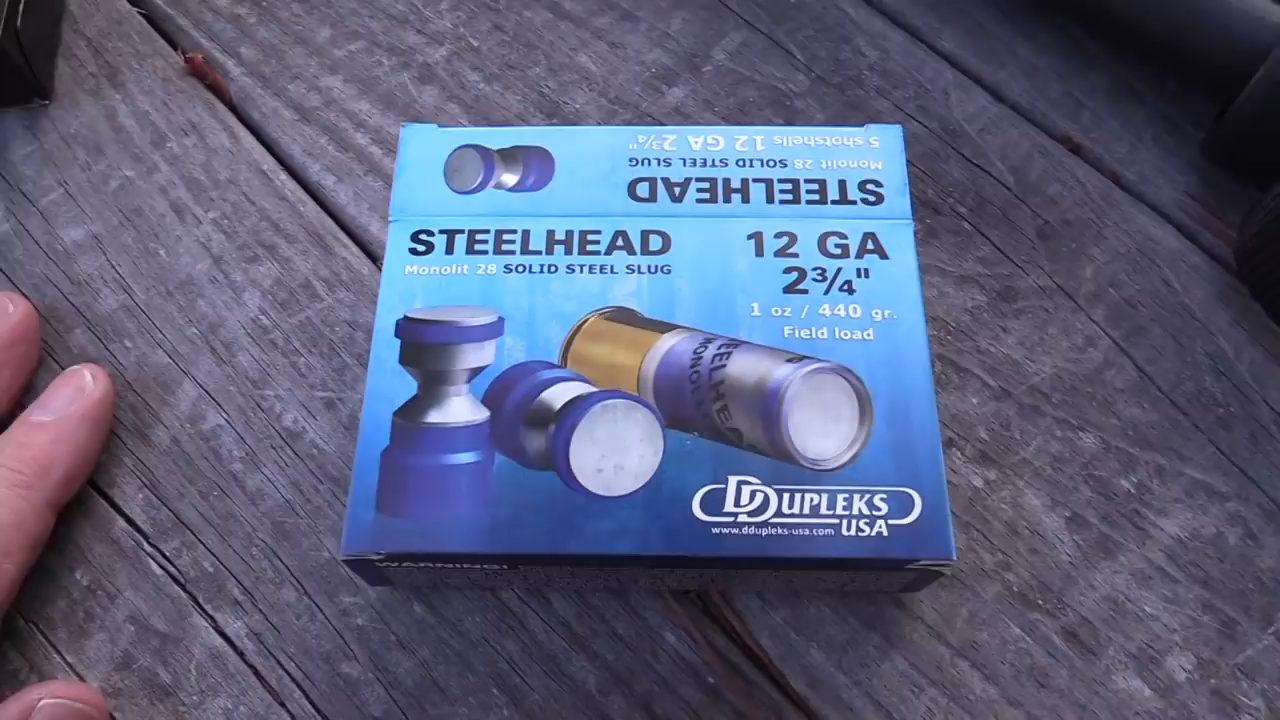 5 shotshells 12 GA 2¾"
Monolit 28 SOLID STEEL SLUG
STEELHEAD
STEELHEAD
Monolit 28 SOLID STEEL SLUG
12 GA
2¾"
1 oz / 440 gr.
Field load
DDUPLEKS
USA
www.ddupleks-usa.com
WARNING!